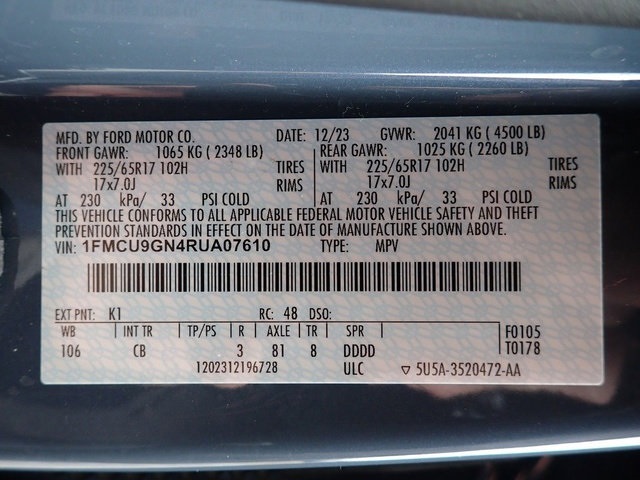 MFD. BY FORD MOTOR CO. DATE: 12/23 GVWR: 2041 KG ( 4500 LB)
FRONT GAWR: 1065 KG ( 2348 LB) REAR GAWR: 1025 KG ( 2260 LB)
WITH 225/65R17 102H TIRES WITH 225/65R17 102H TIRES
17x7.0J RIMS 17x7.0J RIMS
AT 230 kPa/ 33 PSI COLD AT 230 kPa/ 33 PSI COLD
THIS VEHICLE CONFORMS TO ALL APPLICABLE FEDERAL MOTOR VEHICLE SAFETY AND THEFT
PREVENTION STANDARDS IN EFFECT ON THE DATE OF MANUFACTURE SHOWN ABOVE.
VIN: 1FMCU9GN4RUA07610 TYPE: MPV
EXT PNT: K1 RC: 48 DSO:
WB INT TR TP/PS R AXLE TR SPR F0105
106 CB 3 81 8 DDDD T0178
1202312196728 ULC ▽ 5U5A-3520472-AA